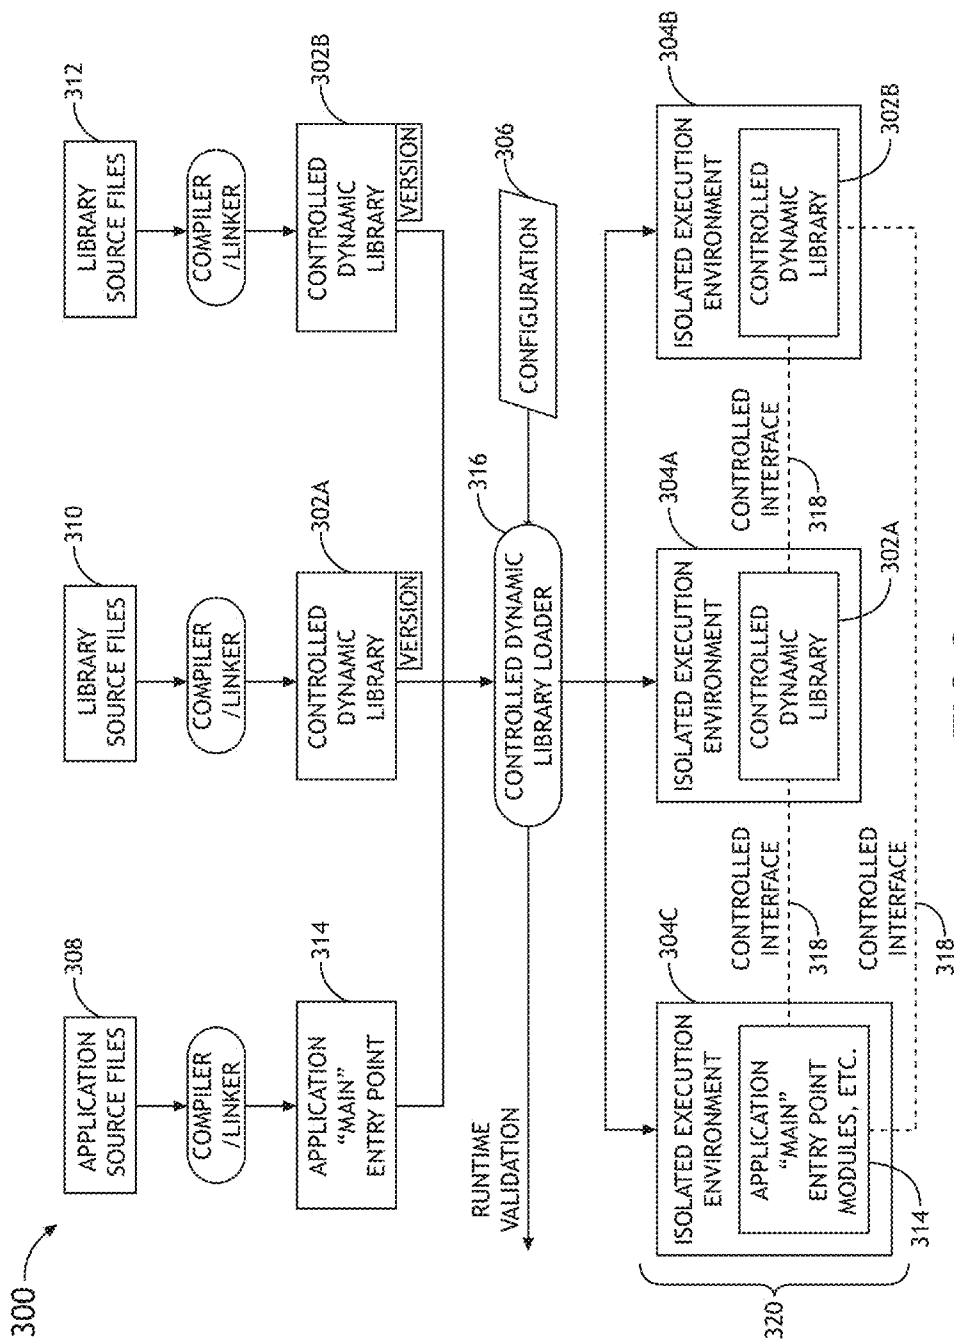 300
308
APPLICATION
SOURCE FILES
310
LIBRARY
SOURCE FILES
312
LIBRARY
SOURCE FILES
COMPILER
/LINKER
COMPILER
/LINKER
COMPILER
/LINKER
314
APPLICATION
"MAIN"
ENTRY POINT
302A
CONTROLLED
DYNAMIC
LIBRARY
VERSION
302B
CONTROLLED
DYNAMIC
LIBRARY
VERSION
RUNTIME
VALIDATION
316
CONTROLLED DYNAMIC
LIBRARY LOADER
306
CONFIGURATION
304C
ISOLATED EXECUTION
ENVIRONMENT
APPLICATION
"MAIN"
ENTRY POINT
MODULES, ETC.
314
CONTROLLED
INTERFACE
318
304A
ISOLATED EXECUTION
ENVIRONMENT
CONTROLLED
DYNAMIC
LIBRARY
302A
CONTROLLED
INTERFACE
318
304B
ISOLATED EXECUTION
ENVIRONMENT
CONTROLLED
DYNAMIC
LIBRARY
302B
CONTROLLED
INTERFACE
318
320